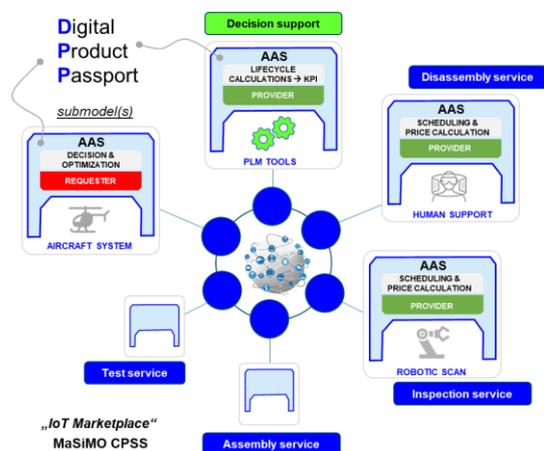 Digital
Product
Passport
submodel(s)
Decision support
AAS
LIFECYCLE
CALCULATIONS → KPI
PROVIDER
PLM TOOLS
Disassembly service
AAS
SCHEDULING &
PRICE CALCULATION
PROVIDER
HUMAN SUPPORT
AAS
DECISION &
OPTIMIZATION
REQUESTER
AIRCRAFT SYSTEM
AAS
SCHEDULING &
PRICE CALCULATION
PROVIDER
ROBOTIC SCAN
Inspection service
Test service
Assembly service
„IoT Marketplace“
MaSiMO CPSS